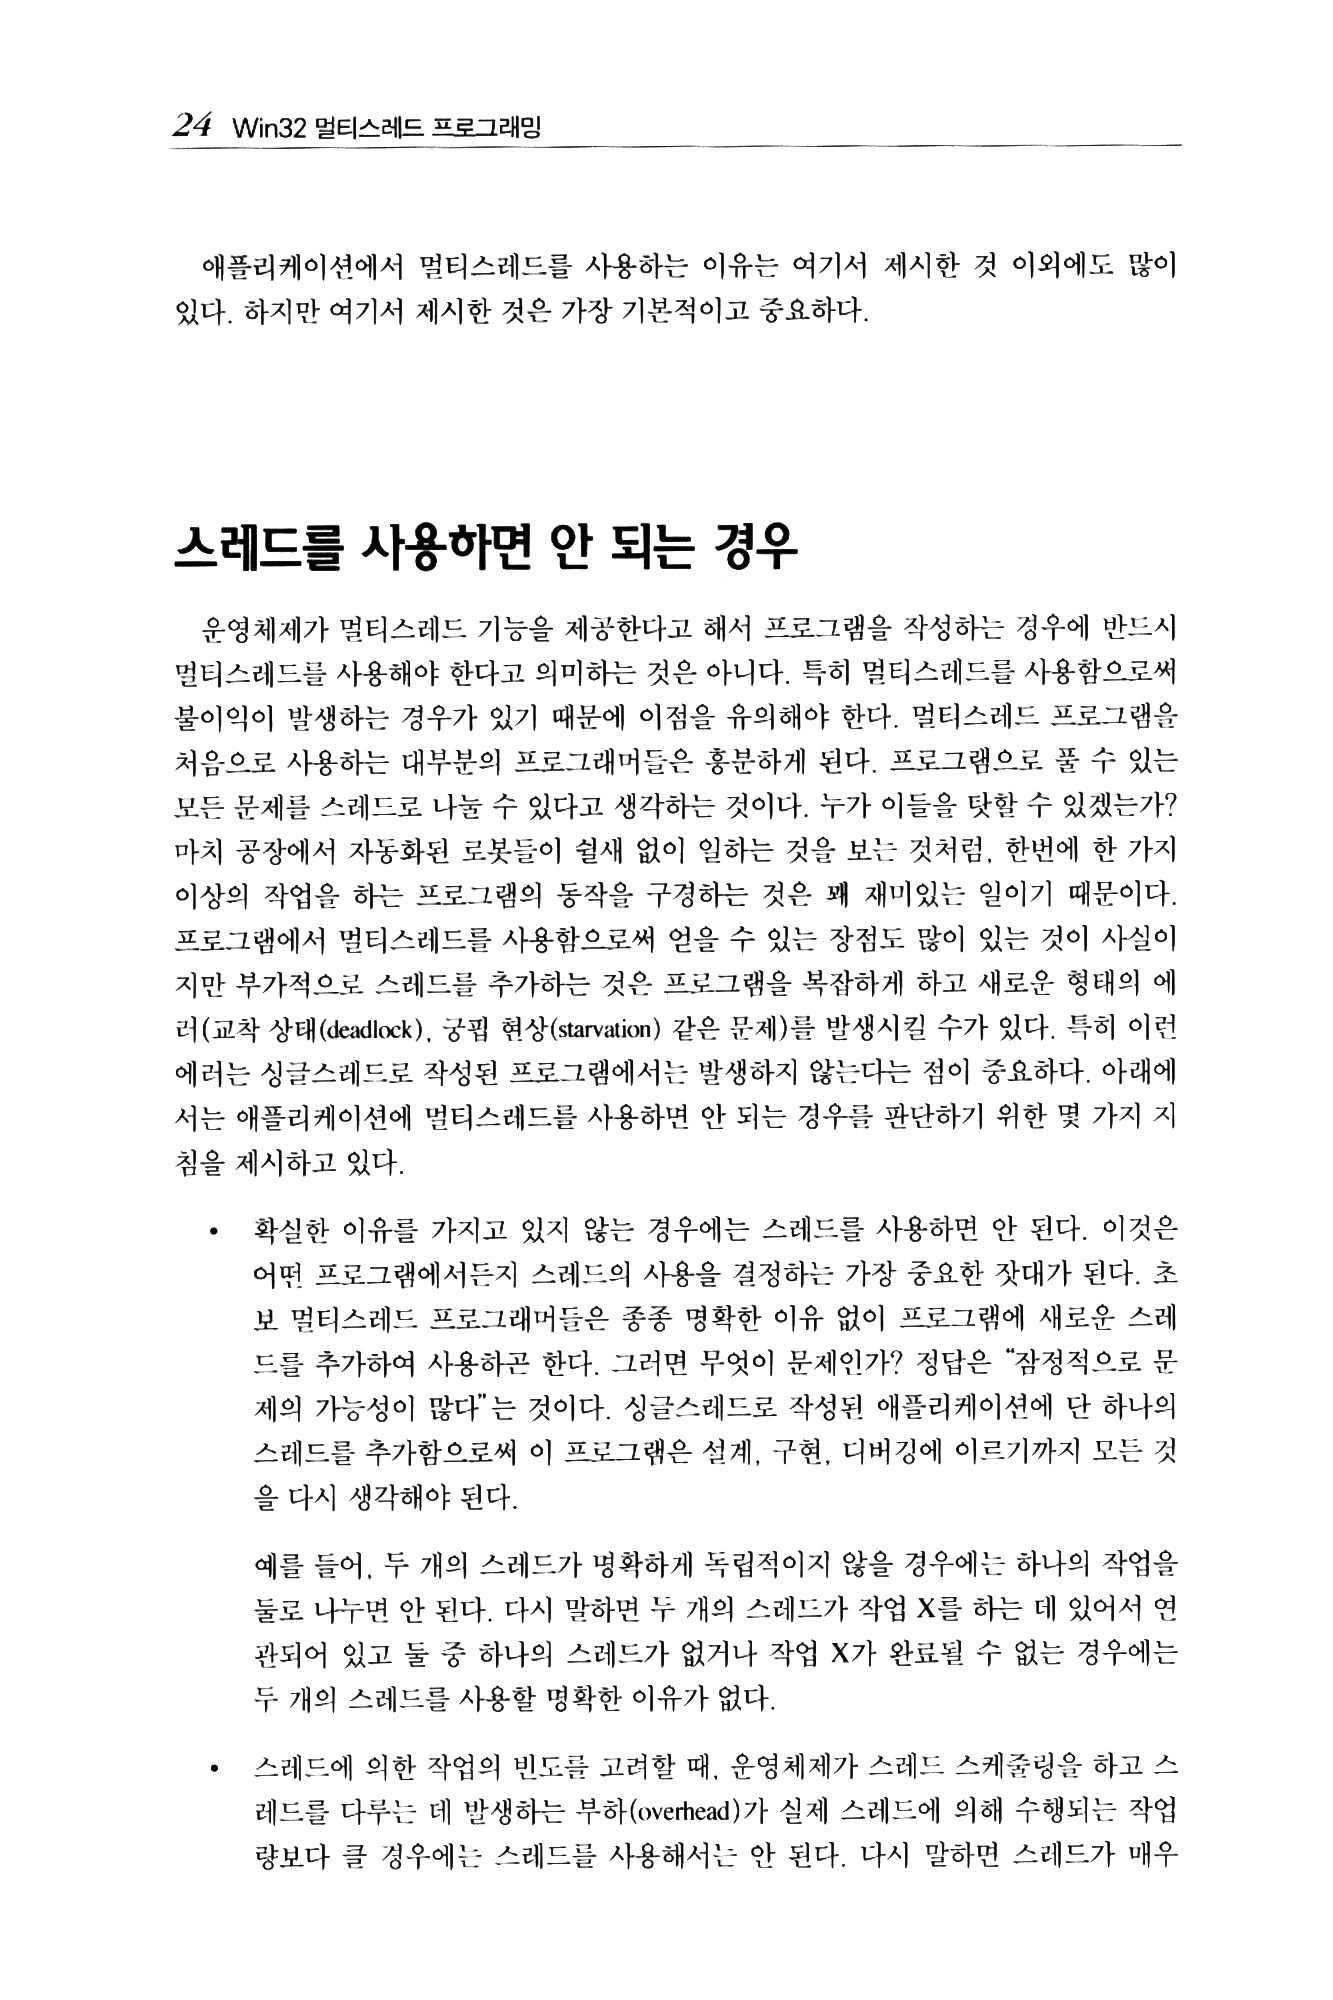 24 Win32 멀티스레드 프로그래밍
애플리케이션에서 멀티스레드를 사용하는 이유는 여기서 제시한 것 이외에도 많이
있다. 하지만 여기서 제시한 것은 가장 기본적이고 중요하다.
스레드를 사용하면 안 되는 경우
운영체제가 멀티스레드 기능을 제공한다고 해서 프로그램을 작성하는 경우에 반드시
멀티스레드를 사용해야 한다고 의미하는 것은 아니다. 특히 멀티스레드를 사용함으로써
불이익이 발생하는 경우가 있기 때문에 이점을 유의해야 한다. 멀티스레드 프로그램을
처음으로 사용하는 대부분의 프로그래머들은 흥분하게 된다. 프로그램으로 풀 수 있는
모든 문제를 스레드로 나눌 수 있다고 생각하는 것이다. 누가 이들을 탓할 수 있겠는가?
마치 공장에서 자동화된 로봇들이 쉴새 없이 일하는 것을 보는 것처럼, 한번에 한 가지
이상의 작업을 하는 프로그램의 동작을 구경하는 것은 꽤 재미있는 일이기 때문이다.
프로그램에서 멀티스레드를 사용함으로써 얻을 수 있는 장점도 많이 있는 것이 사실이
지만 부가적으로 스레드를 추가하는 것은 프로그램을 복잡하게 하고 새로운 형태의 에
러(교착 상태(deadlock), 궁핍 현상(starvation) 같은 문제)를 발생시킬 수가 있다. 특히 이런
에러는 싱글스레드로 작성된 프로그램에서는 발생하지 않는다는 점이 중요하다. 아래에
서는 애플리케이션에 멀티스레드를 사용하면 안 되는 경우를 판단하기 위한 몇 가지 지
침을 제시하고 있다.
• 확실한 이유를 가지고 있지 않는 경우에는 스레드를 사용하면 안 된다. 이것은
어떤 프로그램에서든지 스레드의 사용을 결정하는 가장 중요한 잣대가 된다. 초
보 멀티스레드 프로그래머들은 종종 명확한 이유 없이 프로그램에 새로운 스레
드를 추가하여 사용하곤 한다. 그러면 무엇이 문제인가? 정답은 “잠정적으로 문
제의 가능성이 많다”는 것이다. 싱글스레드로 작성된 애플리케이션에 단 하나의
스레드를 추가함으로써 이 프로그램은 설계, 구현, 디버깅에 이르기까지 모든 것
을 다시 생각해야 된다.
예를 들어, 두 개의 스레드가 명확하게 독립적이지 않을 경우에는 하나의 작업을
둘로 나누면 안 된다. 다시 말하면 두 개의 스레드가 작업 X를 하는 데 있어서 연
관되어 있고 둘 중 하나의 스레드가 없거나 작업 X가 완료될 수 없는 경우에는
두 개의 스레드를 사용할 명확한 이유가 없다.
• 스레드에 의한 작업의 빈도를 고려할 때, 운영체제가 스레드 스케줄링을 하고 스
레드를 다루는 데 발생하는 부하(overhead)가 실제 스레드에 의해 수행되는 작업
량보다 클 경우에는 스레드를 사용해서는 안 된다. 다시 말하면 스레드가 매우